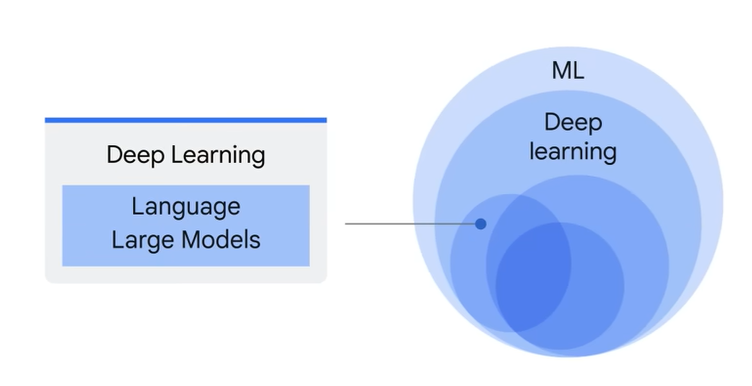 Deep Learning
Language
Large Models
ML
Deep
learning